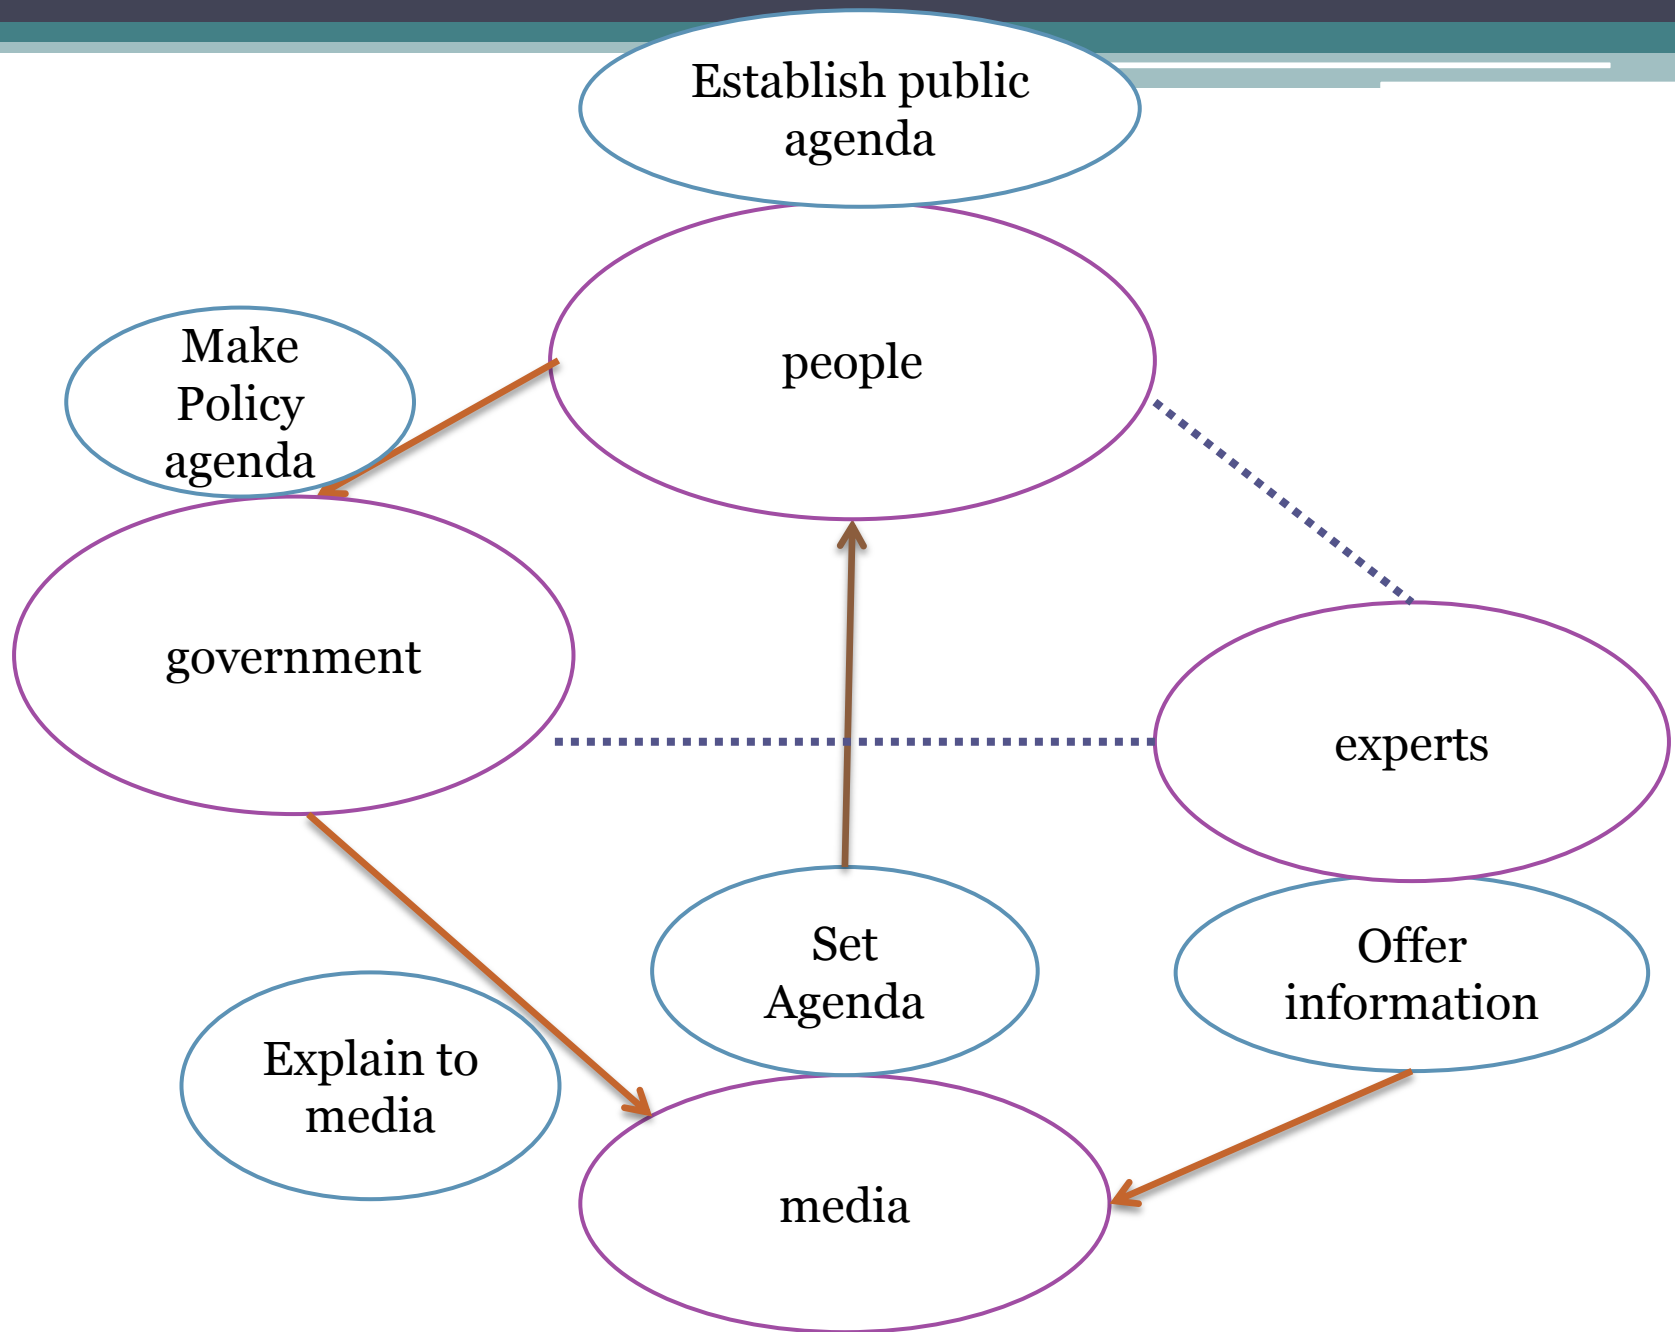 Establish public
agenda
people
Make
Policy
agenda
government
experts
Set
Agenda
Offer
information
Explain to
media
media